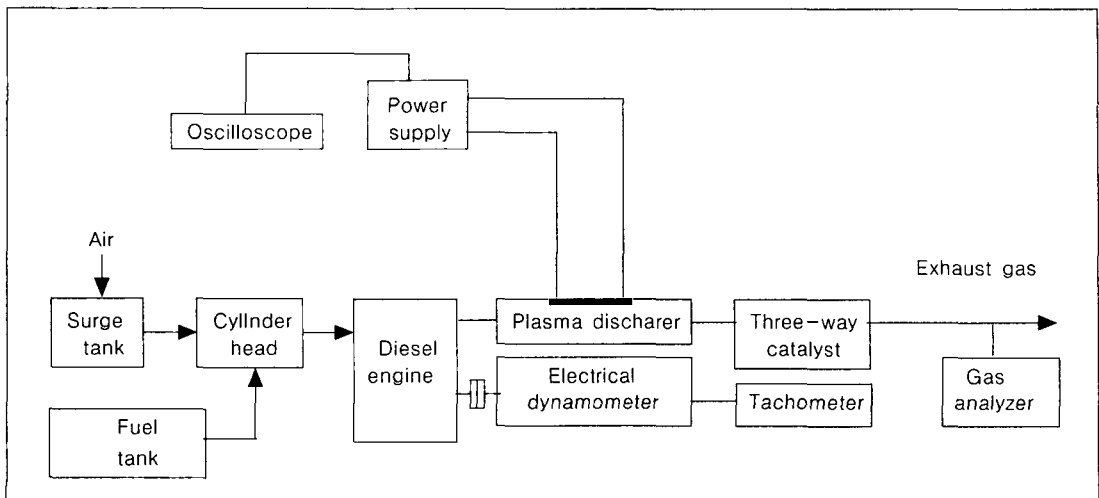 Power
supply
Oscilloscope
Air
Exhaust gas
Surge
tank
Cylinder
head
Diesel
engine
Plasma discharer
Three-way
catalyst
Electrical
dynamometer
Tachometer
Gas
analyzer
Fuel
tank